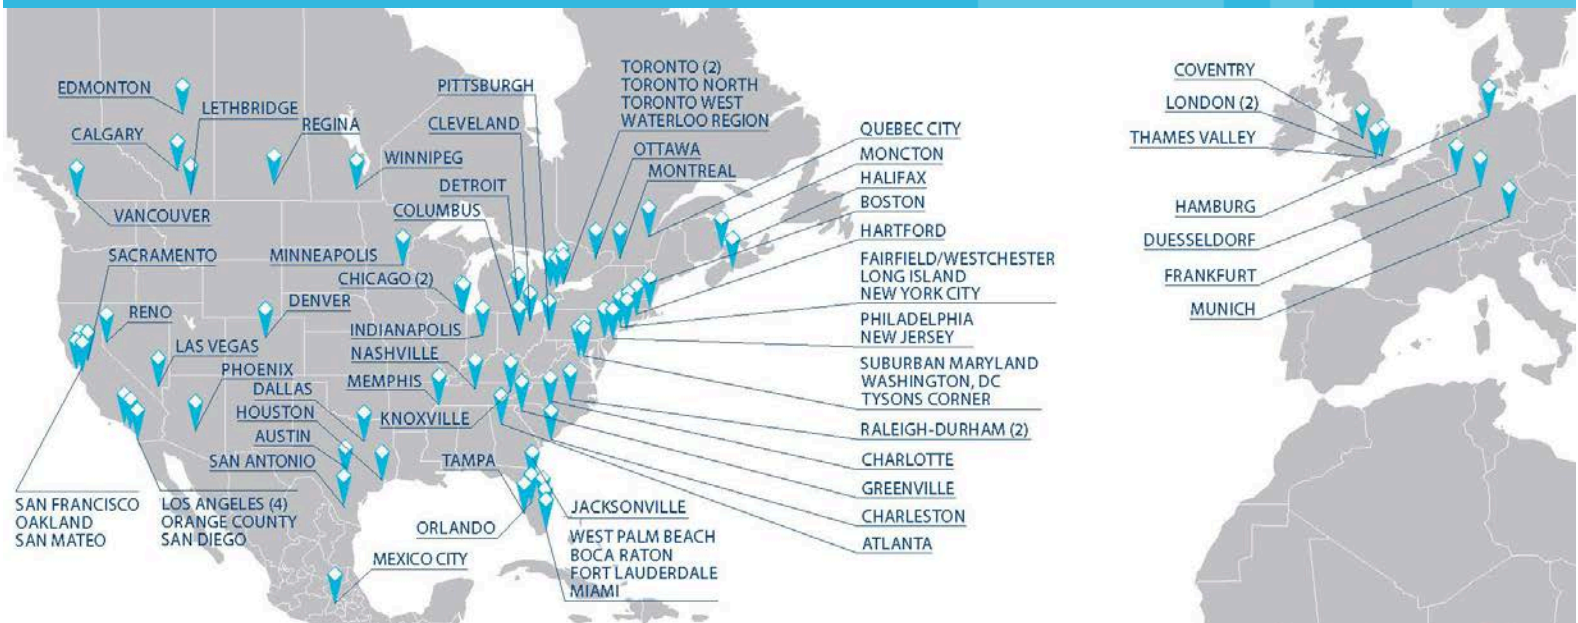 EDMONTON
LETHBRIDGE
CALGARY
REGINA
WINNIPEG
VANCOUVER
PITTSBURGH
CLEVELAND
DETROIT
COLUMBUS
TORONTO (2)
TORONTO NORTH
TORONTO WEST
WATERLOO REGION
OTTAWA
MONTREAL
QUEBEC CITY
MONCTON
HALIFAX
BOSTON
HARTFORD
FAIRFIELD/WESTCHESTER
LONG ISLAND
NEW YORK CITY
PHILADELPHIA
NEW JERSEY
SUBURBAN MARYLAND
WASHINGTON, DC
TYSONS CORNER
RALEIGH-DURHAM (2)
CHARLOTTE
GREENVILLE
CHARLESTON
ATLANTA
SACRAMENTO
MINNEAPOLIS
CHICAGO (2)
DENVER
RENO
INDIANAPOLIS
LAS VEGAS
NASHVILLE
PHOENIX
MEMPHIS
DALLAS
HOUSTON
KNOXVILLE
AUSTIN
SAN ANTONIO
TAMPA
SAN FRANCISCO
OAKLAND
SAN MATEO
LOS ANGELES (4)
ORANGE COUNTY
SAN DIEGO
ORLANDO
JACKSONVILLE
WEST PALM BEACH
BOCA RATON
FORT LAUDERDALE
MIAMI
MEXICO CITY
COVENTRY
LONDON (2)
THAMES VALLEY
HAMBURG
DUESSELDORF
FRANKFURT
MUNICH